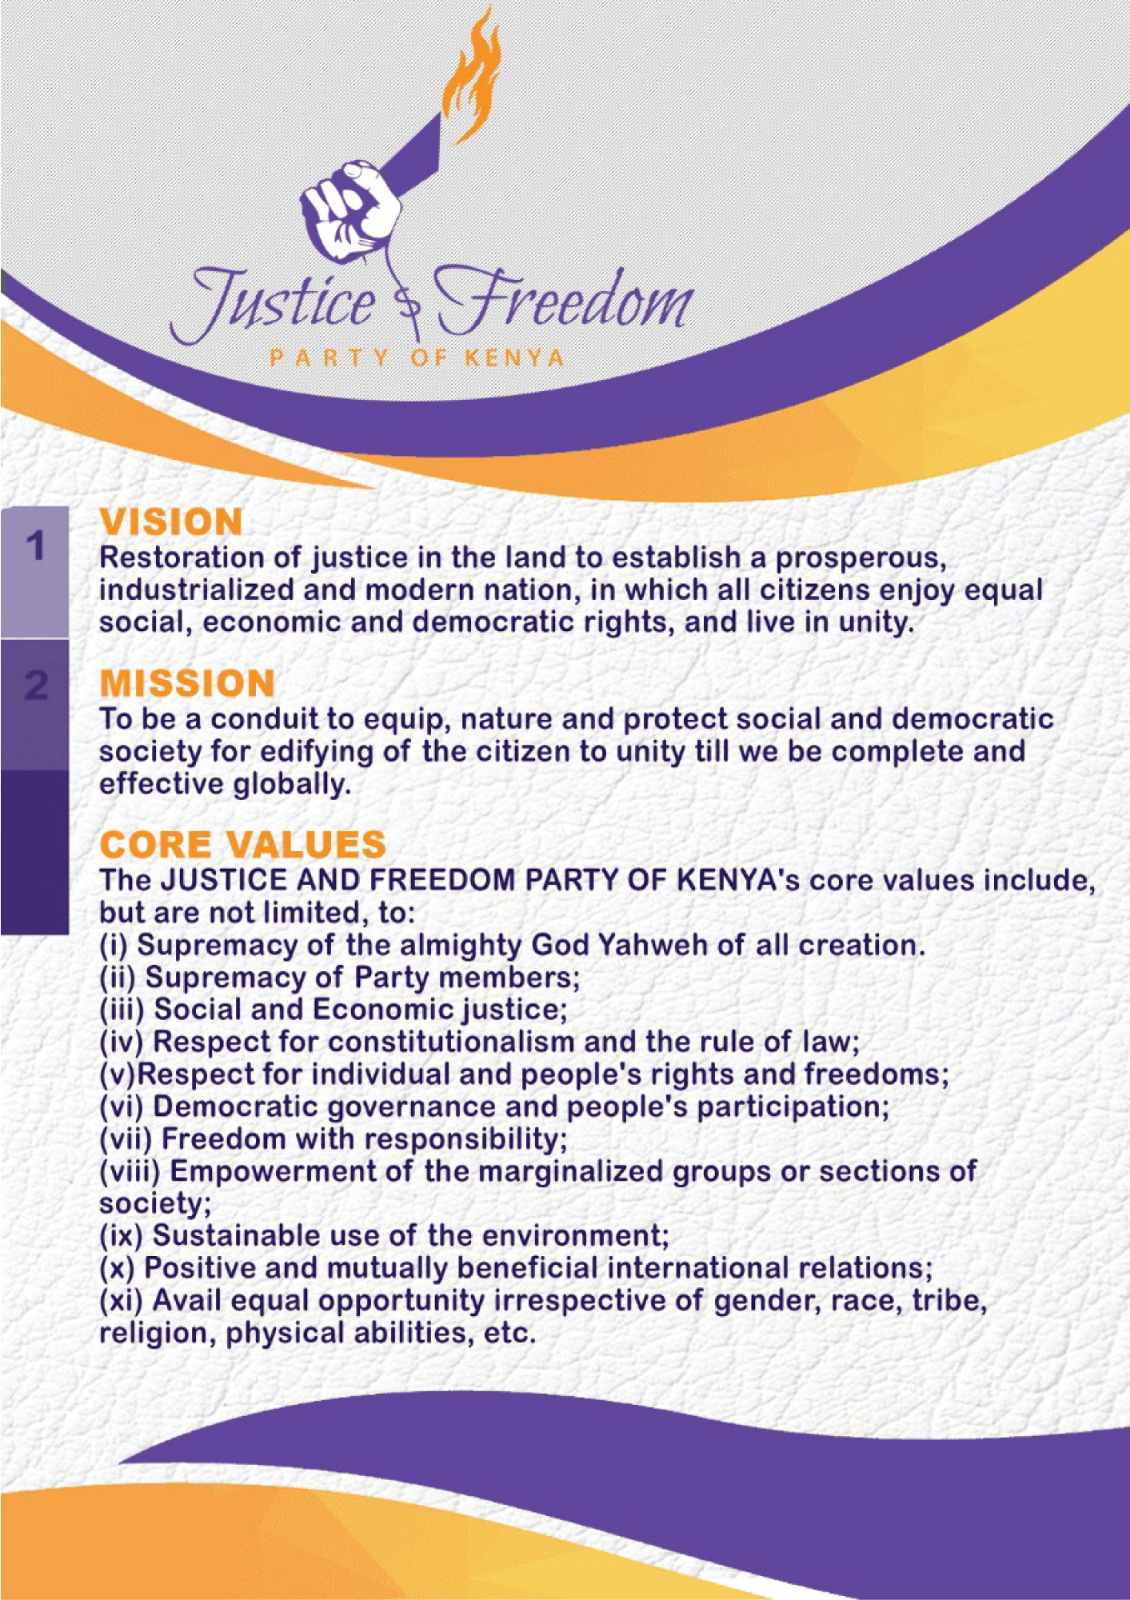 Justice & Freedom
PARTY OF KENYA
1
VISION
Restoration of justice in the land to establish a prosperous,
industrialized and modern nation, in which all citizens enjoy equal
social, economic and democratic rights, and live in unity.
2
MISSION
To be a conduit to equip, nature and protect social and democratic
society for edifying of the citizen to unity till we be complete and
effective globally.
CORE VALUES
The JUSTICE AND FREEDOM PARTY OF KENYA's core values include,
but are not limited, to:
(i) Supremacy of the almighty God Yahweh of all creation.
(ii) Supremacy of Party members;
(iii) Social and Economic justice;
(iv) Respect for constitutionalism and the rule of law;
(v)Respect for individual and people's rights and freedoms;
(vi) Democratic governance and people's participation;
(vii) Freedom with responsibility;
(viii) Empowerment of the marginalized groups or sections of
society;
(ix) Sustainable use of the environment;
(x) Positive and mutually beneficial international relations;
(xi) Avail equal opportunity irrespective of gender, race, tribe,
religion, physical abilities, etc.